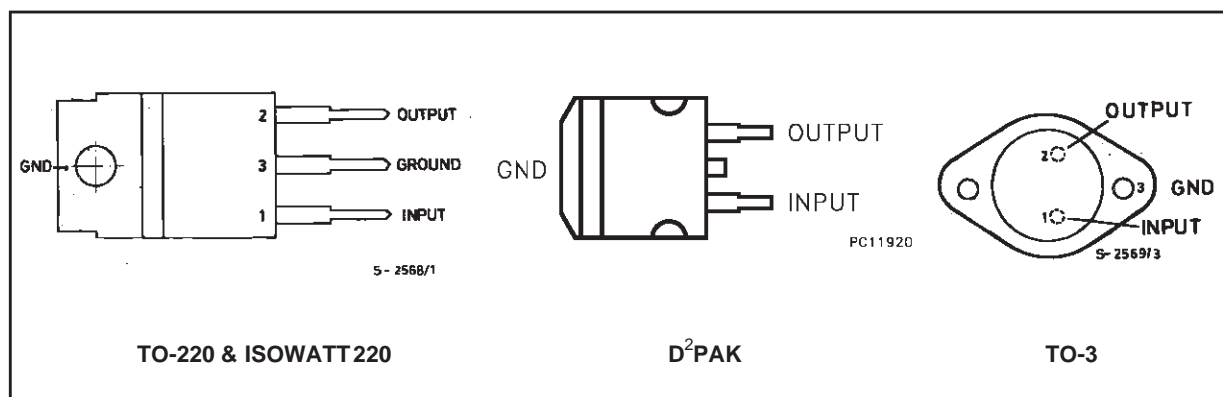 2 OUTPUT
GND 3 GROUND
1 INPUT
S-2568/1
TO-220 & ISOWATT220
OUTPUT
GND
INPUT
PC11920
D²PAK
OUTPUT
2
3 GND
1
INPUT
S-2569/3
TO-3